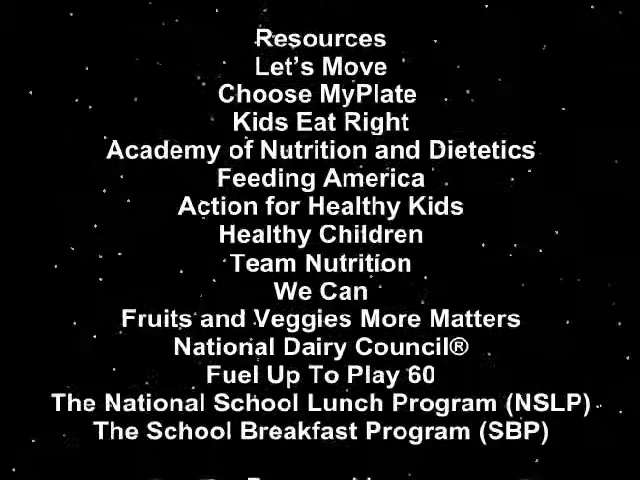 Resources
Let's Move
Choose MyPlate
Kids Eat Right
Academy of Nutrition and Dietetics
Feeding America
Action for Healthy Kids
Healthy Children
Team Nutrition
We Can
Fruits and Veggies More Matters
National Dairy Council®
Fuel Up To Play 60
The National School Lunch Program (NSLP)
The School Breakfast Program (SBP)